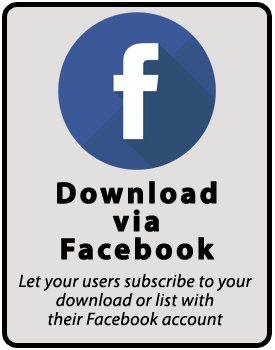 f
Download
via
Facebook
Let your users subscribe to your
download or list with
their Facebook account